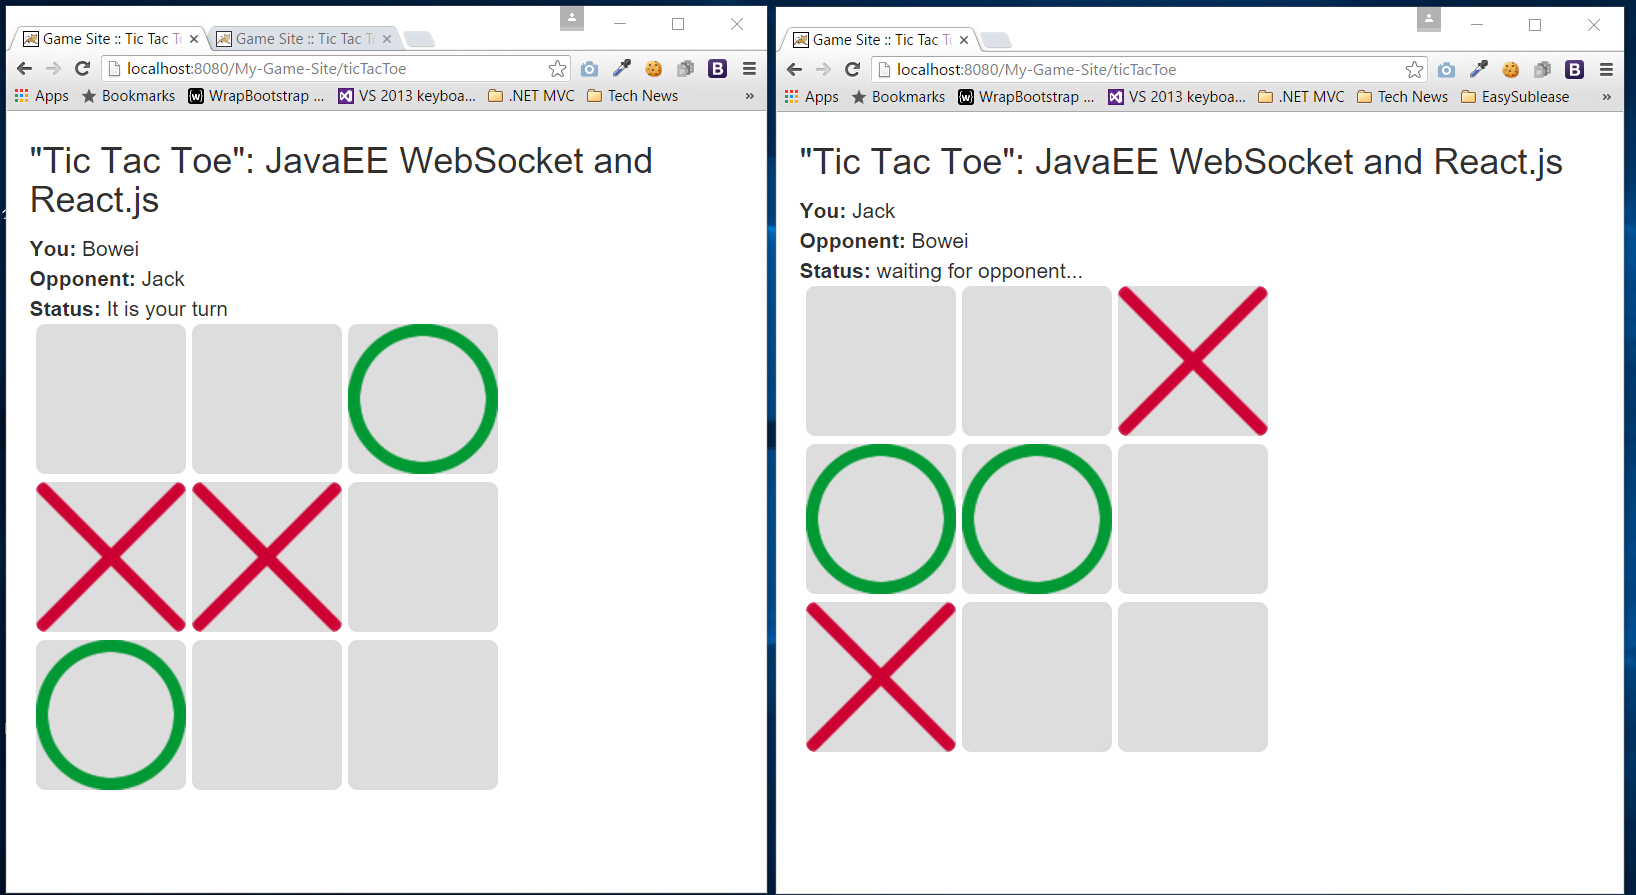 Game Site :: Tic Tac T
Game Site :: Tic Tac T
localhost:8080/My-Game-Site/ticTacToe
Apps Bookmarks WrapBootstrap ... VS 2013 keyboa... .NET MVC Tech News »
"Tic Tac Toe": JavaEE WebSocket and
React.js
You: Bowei
Opponent: Jack
Status: It is your turn
Game Site :: Tic Tac T
localhost:8080/My-Game-Site/ticTacToe
Apps Bookmarks WrapBootstrap ... VS 2013 keyboa... .NET MVC Tech News EasySublease »
"Tic Tac Toe": JavaEE WebSocket and React.js
You: Jack
Opponent: Bowei
Status: waiting for opponent...